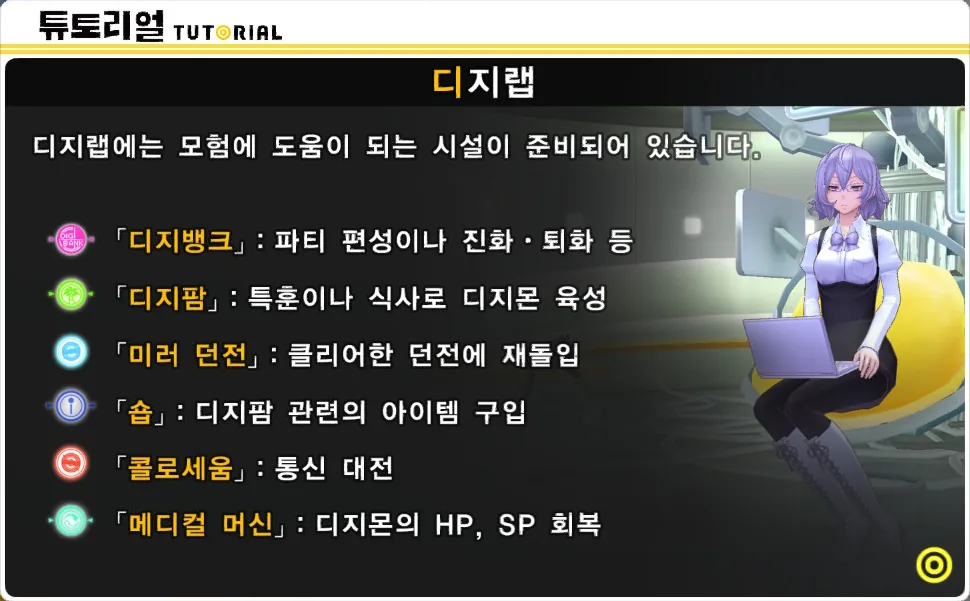 튜토리얼 TUTORIAL
디지랩
디지랩에는 모험에 도움이 되는 시설이 준비되어 있습니다.
DIGI BANK 「디지뱅크」: 파티 편성이나 진화·퇴화 등
「디지팜」: 특훈이나 식사로 디지몬 육성
「미러 던전」: 클리어한 던전에 재돌입
「숍」: 디지팜 관련의 아이템 구입
「콜로세움」: 통신 대전
「메디컬 머신」: 디지몬의 HP, SP 회복